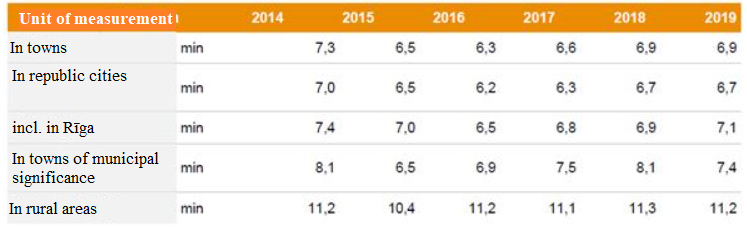 Unit of measurement 2014 2015 2016 2017 2018 2019
In towns min 7,3 6,5 6,3 6,6 6,9 6,9
In republic cities min 7,0 6,5 6,2 6,3 6,7 6,7
incl. in Rīga min 7,4 7,0 6,5 6,8 6,9 7,1
In towns of municipal
significance min 8,1 6,5 6,9 7,5 8,1 7,4
In rural areas min 11,2 10,4 11,2 11,1 11,3 11,2